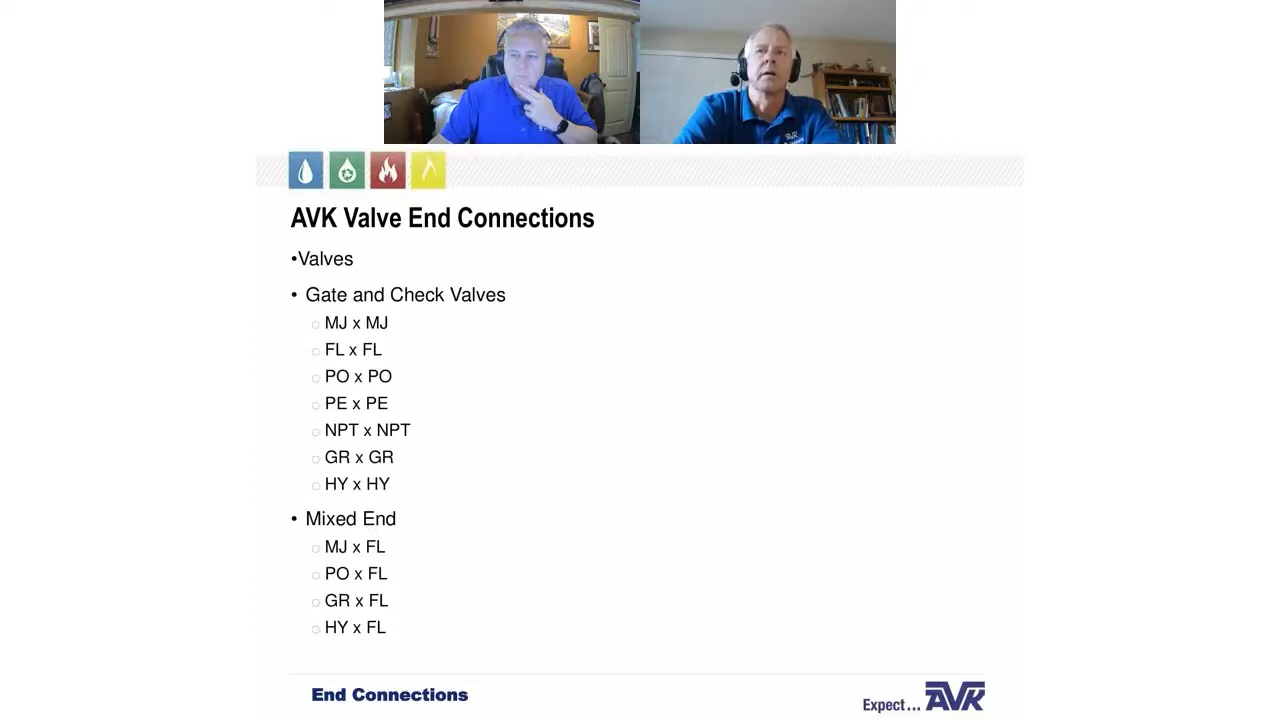 AVK
AVK Valve End Connections
•Valves
• Gate and Check Valves
○ MJ x MJ
○ FL x FL
○ PO x PO
○ PE x PE
○ NPT x NPT
○ GR x GR
○ HY x HY
• Mixed End
○ MJ x FL
○ PO x FL
○ GR x FL
○ HY x FL
End Connections
Expect... AVK